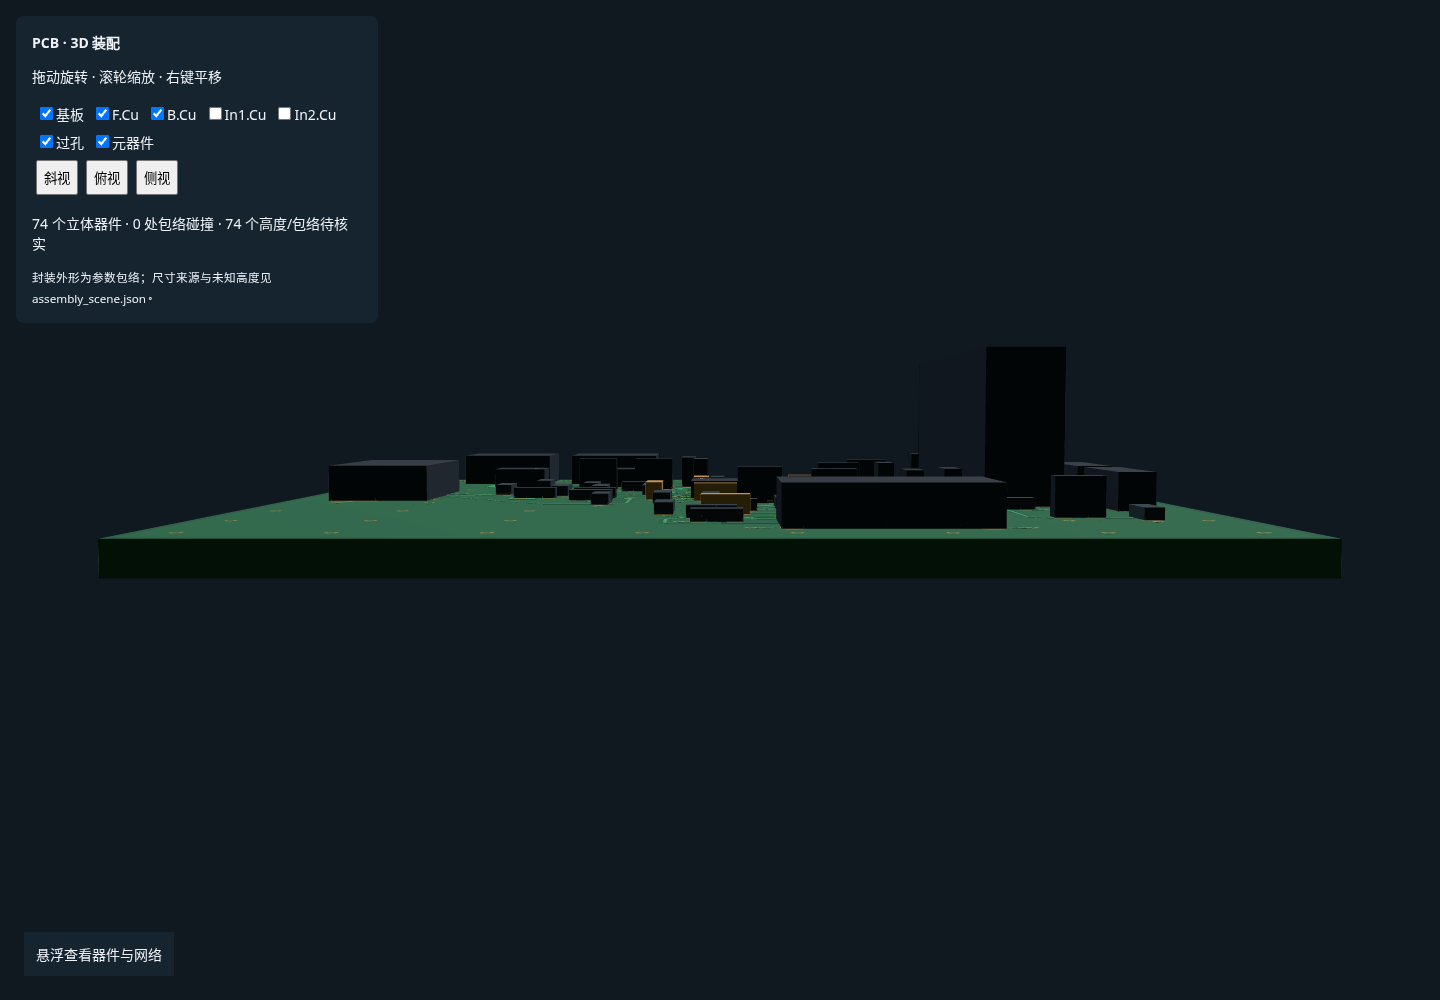 PCB · 3D 装配
拖动旋转 · 滚轮缩放 · 右键平移
基板 F.Cu B.Cu In1.Cu In2.Cu
过孔 元器件
斜视 俯视 侧视
74 个立体器件 · 0 处包络碰撞 · 74 个高度/包络待核
实
封装外形为参数包络；尺寸来源与未知高度见
assembly_scene.json。
悬浮查看器件与网络